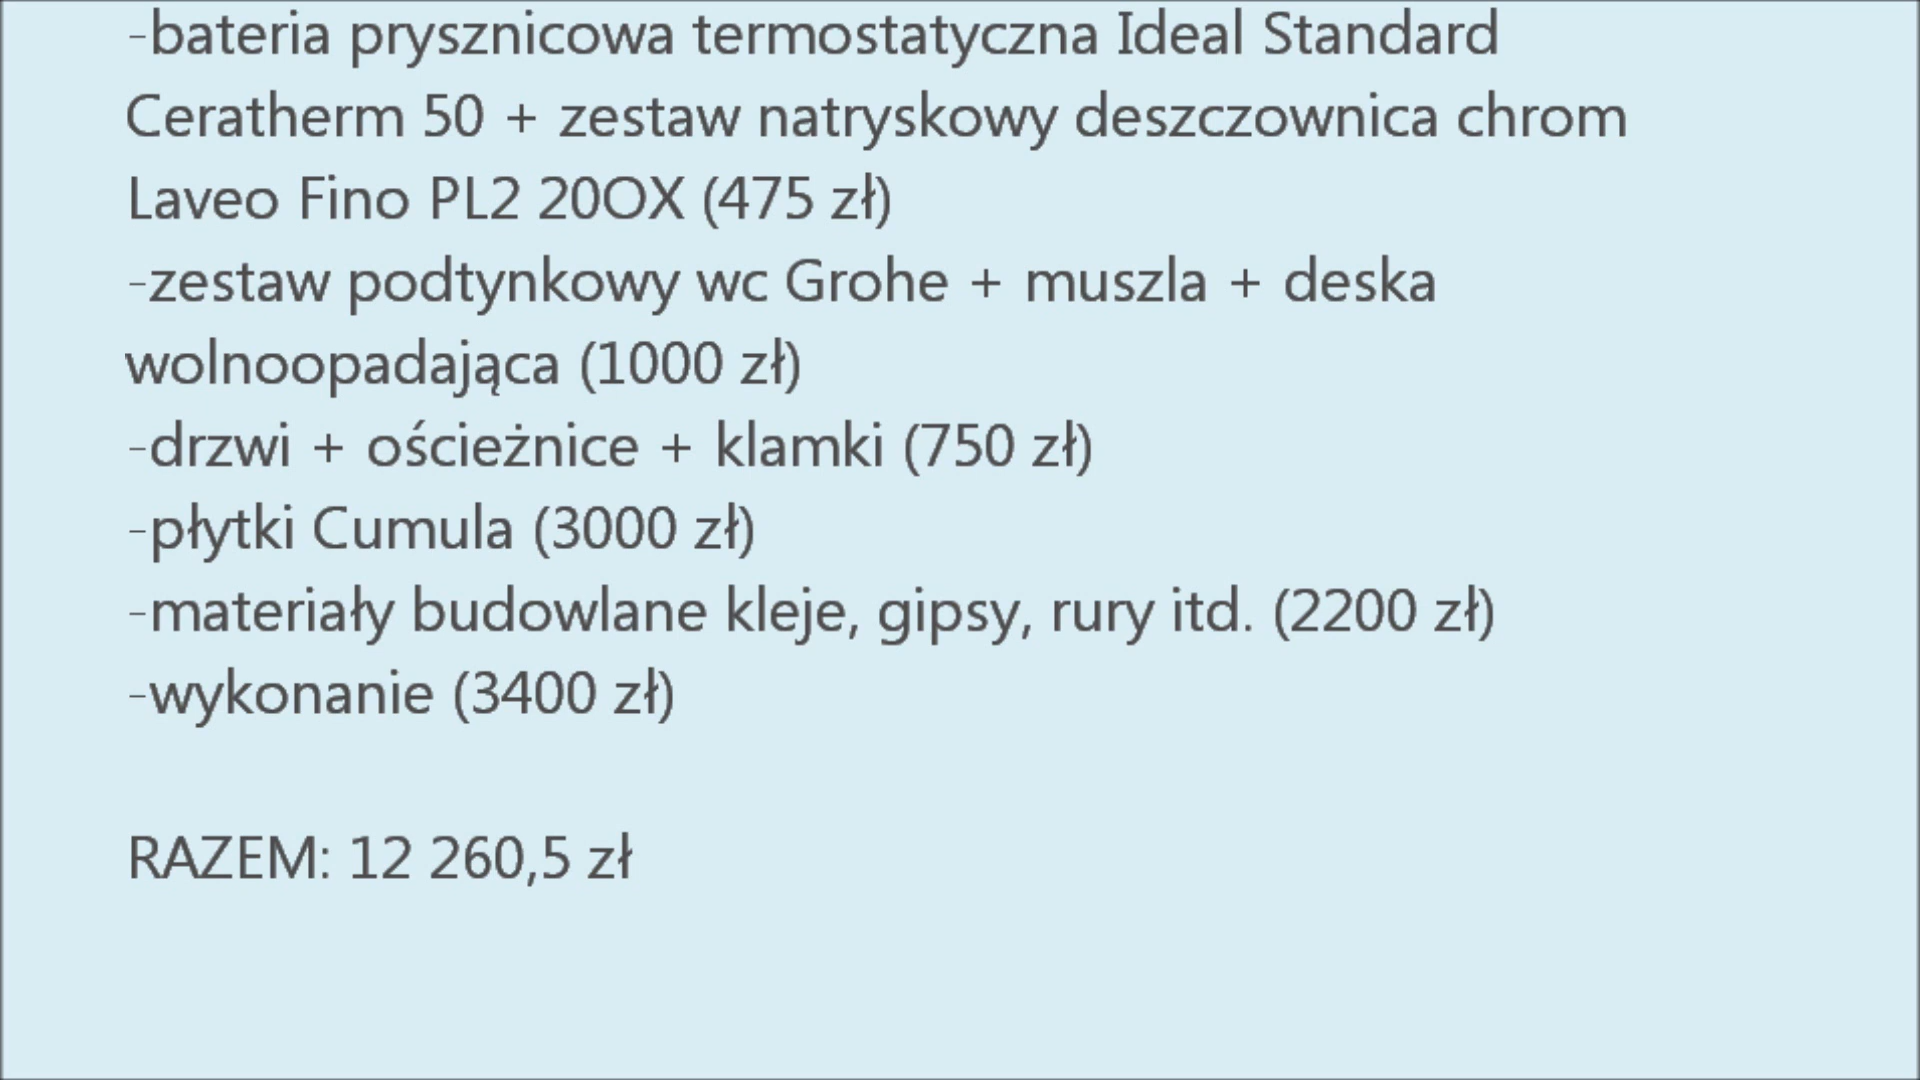 -bateria prysznicowa termostatyczna Ideal Standard
Ceratherm 50 + zestaw natryskowy deszczownica chrom
Laveo Fino PL2 20OX (475 zł)
-zestaw podtynkowy wc Grohe + muszla + deska
wolnoopadająca (1000 zł)
-drzwi + ościeżnice + klamki (750 zł)
-płytki Cumula (3000 zł)
-materiały budowlane kleje, gipsy, rury itd. (2200 zł)
-wykonanie (3400 zł)
RAZEM: 12 260,5 zł